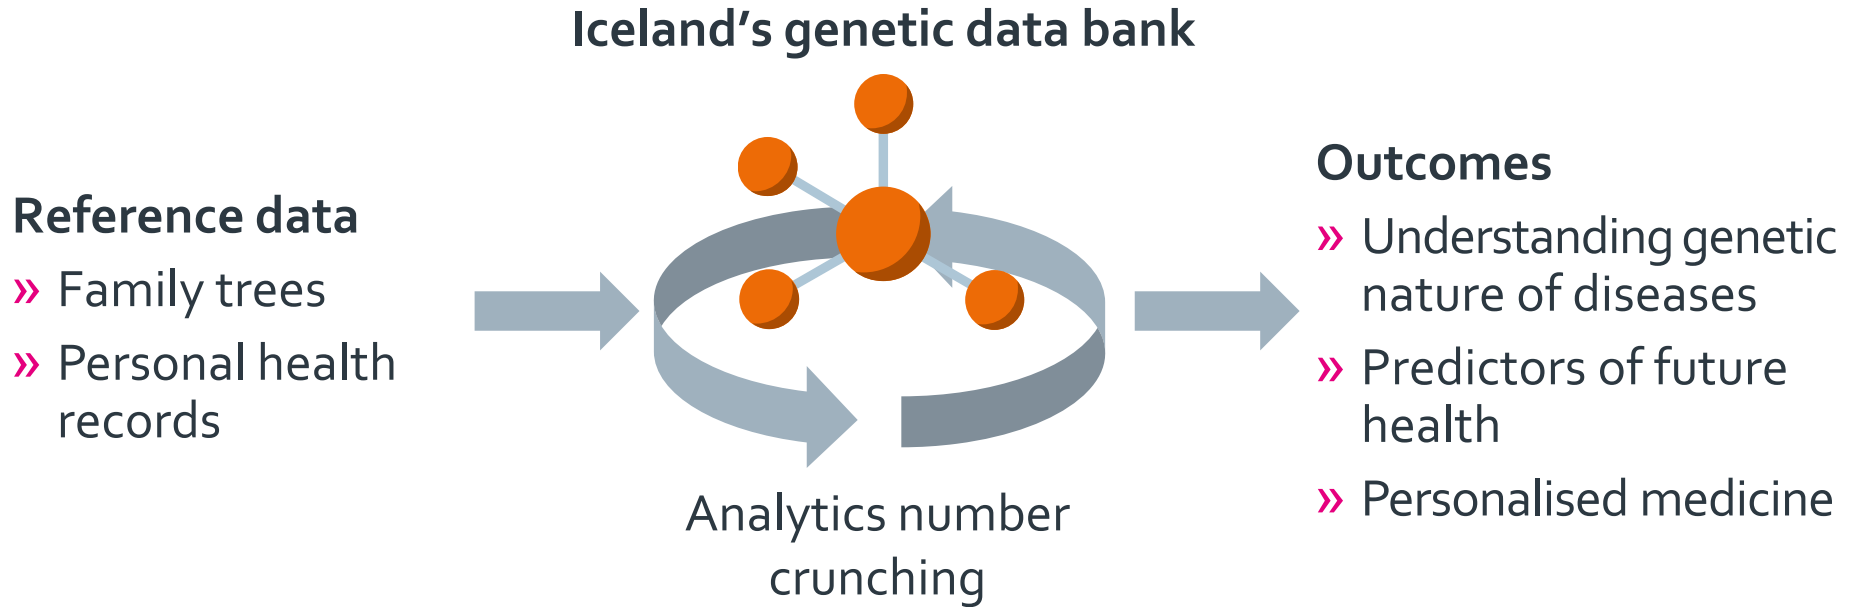 Iceland's genetic data bank
Reference data
» Family trees
» Personal health
records
Analytics number
crunching
Outcomes
» Understanding genetic
nature of diseases
» Predictors of future
health
» Personalised medicine